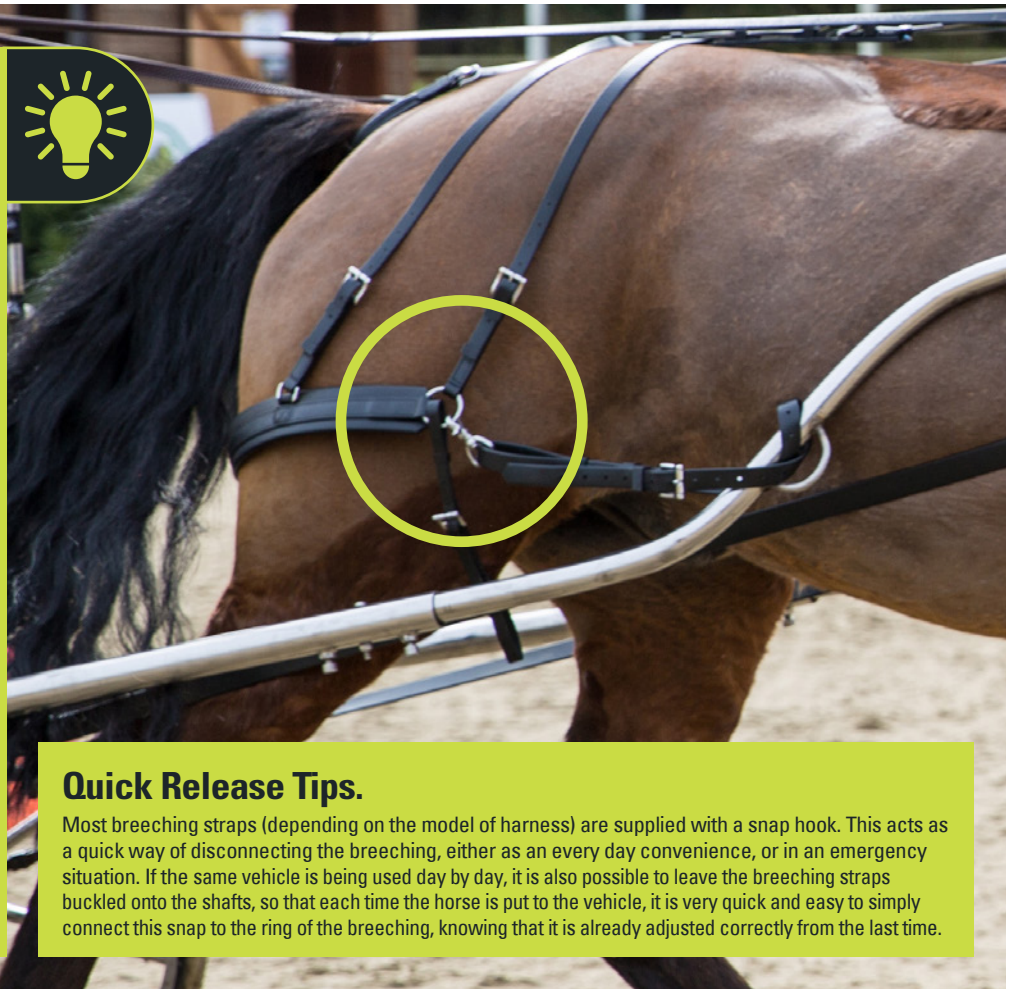 Quick Release Tips.
Most breeching straps (depending on the model of harness) are supplied with a snap hook. This acts as
a quick way of disconnecting the breeching, either as an every day convenience, or in an emergency
situation. If the same vehicle is being used day by day, it is also possible to leave the breeching straps
buckled onto the shafts, so that each time the horse is put to the vehicle, it is very quick and easy to simply
connect this snap to the ring of the breeching, knowing that it is already adjusted correctly from the last time.